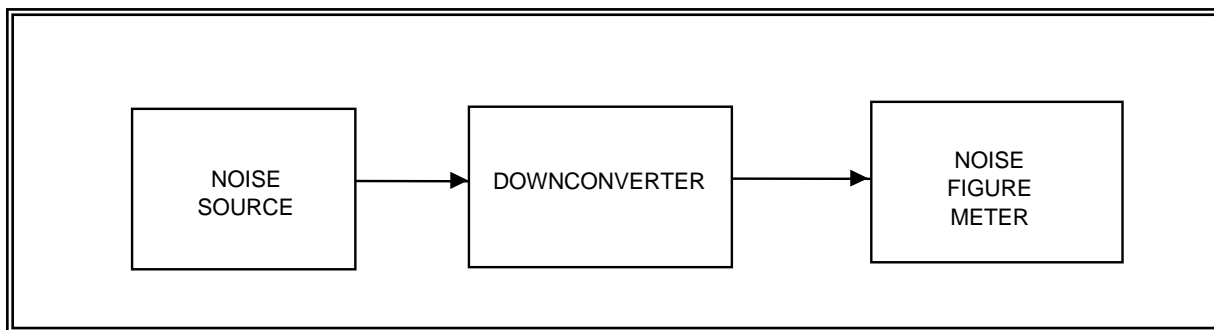 NOISE
SOURCE
DOWNCONVERTER
NOISE
FIGURE
METER